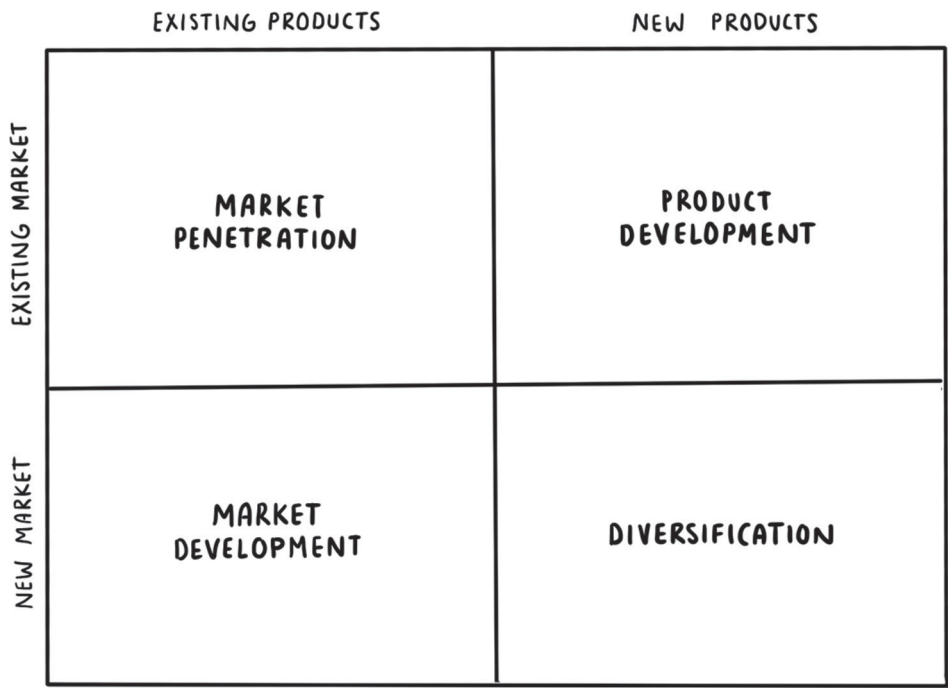 EXISTING PRODUCTS
NEW PRODUCTS
EXISTING MARKET
MARKET
PENETRATION
PRODUCT
DEVELOPMENT
NEW MARKET
MARKET
DEVELOPMENT
DIVERSIFICATION